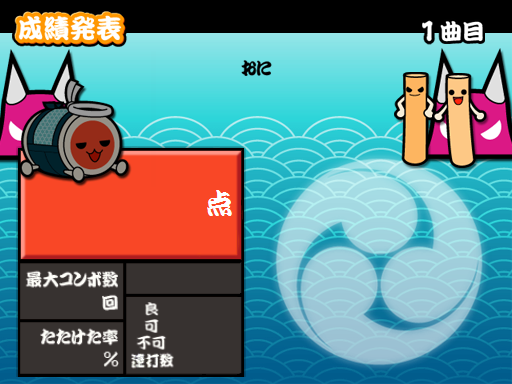 成績発表
1曲目
おに
点
最大コンボ数
回
たたけた率
%
良
可
不可
連打数